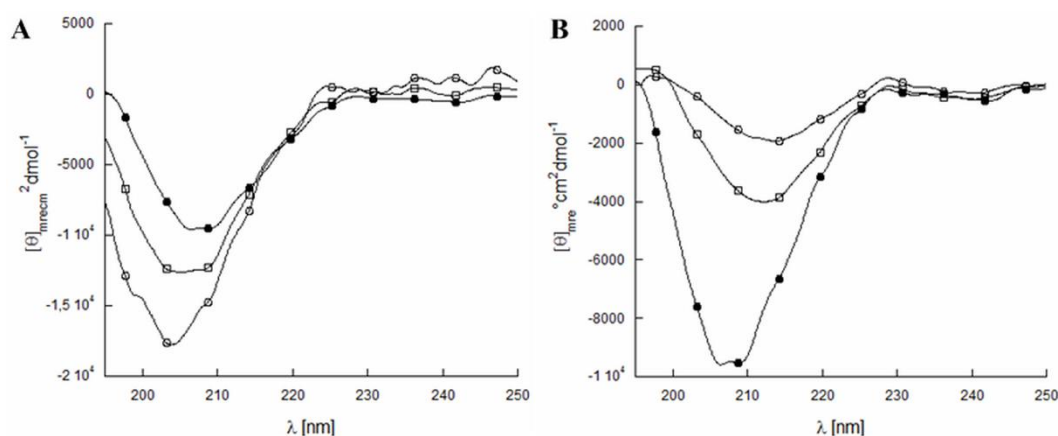 A
5000
0
-5000
-1 10⁴
-1.5 10⁴
-2 10⁴
[θ]mrecm²dmol⁻¹
200 210 220 230 240 250
λ [nm]
B
2000
0
-2000
-4000
-6000
-8000
-1 10⁴
[θ]mre°cm²dmol⁻¹
200 210 220 230 240 250
λ [nm]